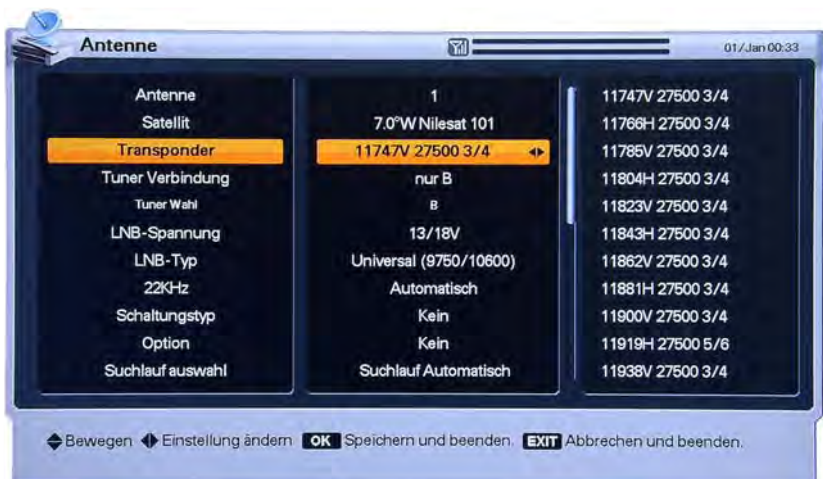 Antenne
01/Jan 00:33
Antenne 1
Satellit 7.0°W Nilesat 101
Transponder 11747V 27500 3/4
Tuner Verbindung nur B
Tuner Wahl B
LNB-Spannung 13/18V
LNB-Typ Universal (9750/10600)
22KHz Automatisch
Schaltungstyp Kein
Option Kein
Suchlauf auswahl Suchlauf Automatisch
11747V 27500 3/4
11766H 27500 3/4
11785V 27500 3/4
11804H 27500 3/4
11823V 27500 3/4
11843H 27500 3/4
11862V 27500 3/4
11881H 27500 3/4
11900V 27500 3/4
11919H 27500 5/6
11938V 27500 3/4
Bewegen Einstellung ändern OK Speichern und beenden. EXIT Abbrechen und beenden.